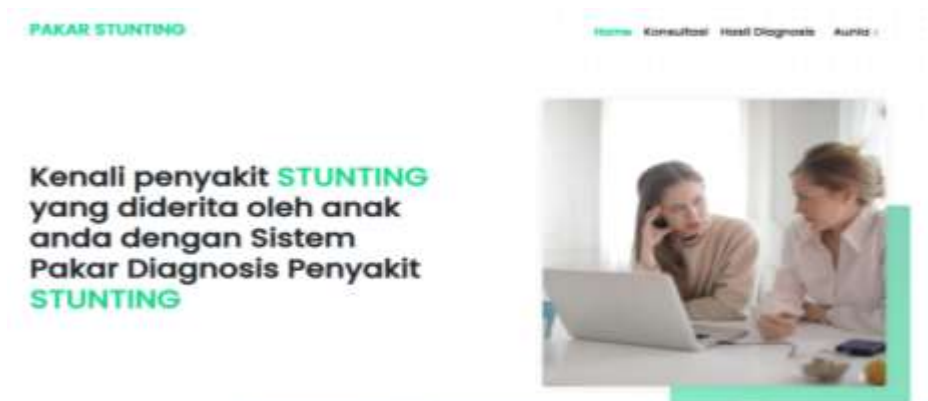 PAKAR STUNTING
Home Konsultasi Hasil Diagnosis Aunia
Kenali penyakit STUNTING
yang diderita oleh anak
anda dengan Sistem
Pakar Diagnosis Penyakit
STUNTING